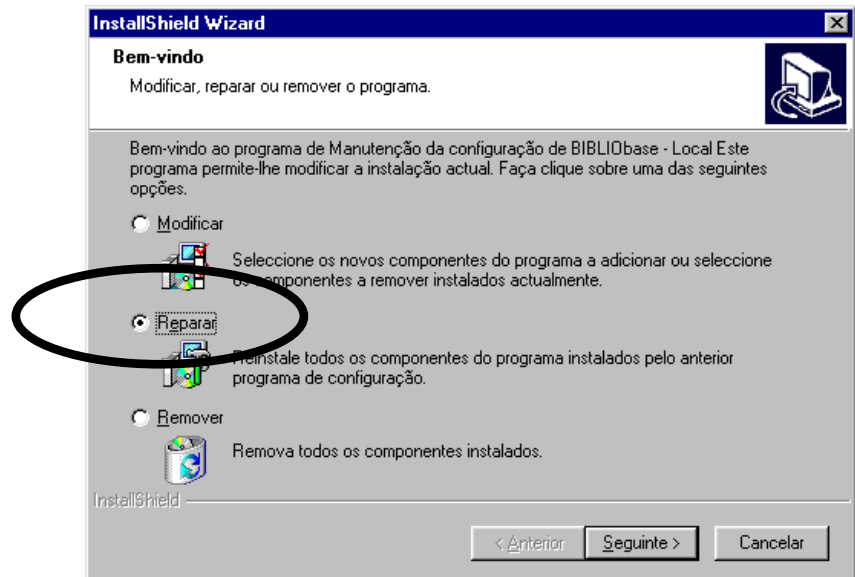 InstallShield Wizard
Bem-vindo
Modificar, reparar ou remover o programa.
Bem-vindo ao programa de Manutenção da configuração de BIBLIObase - Local Este
programa permite-lhe modificar a instalação actual. Faça clique sobre uma das seguintes
opções.
Modificar
Seleccione os novos componentes do programa a adicionar ou seleccione
os componentes a remover instalados actualmente.
Reparar
Reinstale todos os componentes do programa instalados pelo anterior
programa de configuração.
Remover
Remova todos os componentes instalados.
InstallShield
< Anterior
Seguinte >
Cancelar